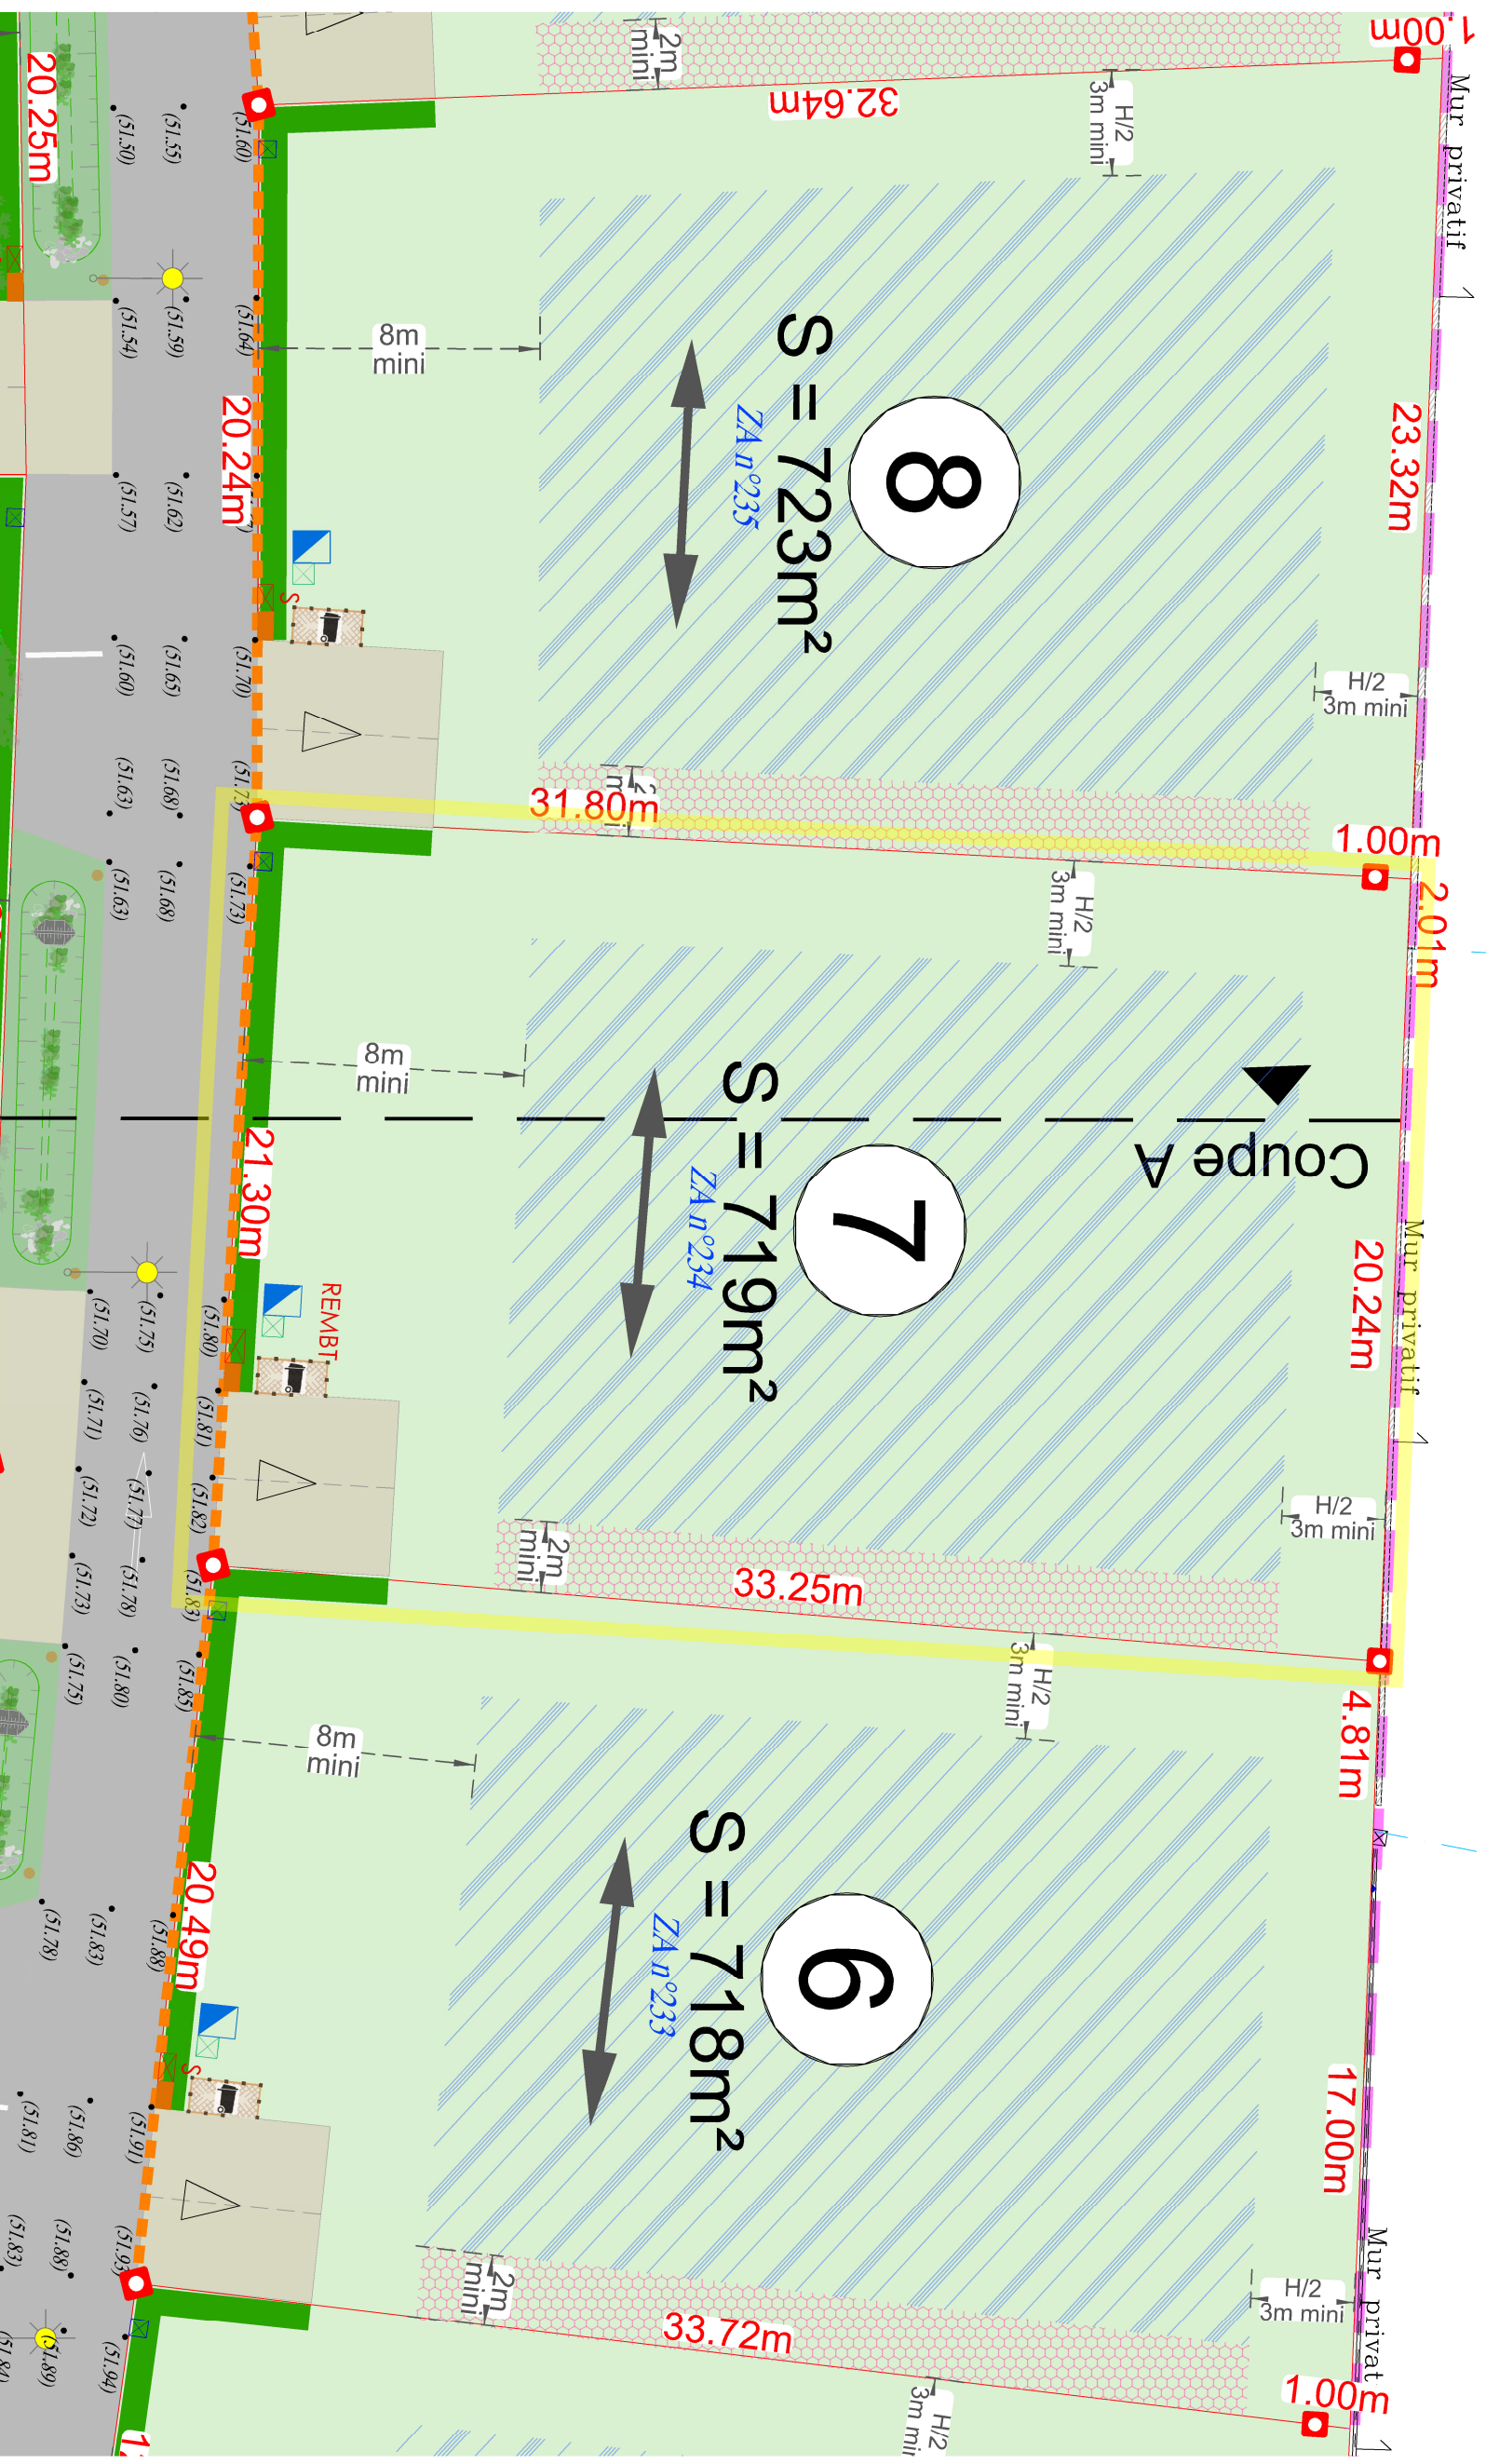 1.00m
2m
mini
20.25m
32.64m
H/2
3m mini
Mur privatif
1
(51.50)
(51.55)
(51.60)
(51.54)
(51.59)
(51.64)
8m
mini
S = 723m²
ZA n°235
8
20.24m
23.32m
(51.57)
(51.62)
S
(51.60)
(51.65)
(51.70)
H/2
3m mini
(51.63)
(51.68)
(51.73)
31.80m
1.00m
2.01m
(51.63)
(51.68)
(51.73)
H/2
3m mini
8m
mini
S = 719m²
ZA n°234
7
Coupe A
21.30m
20.24m
Mur privatif
1
REMBT
(51.70)
(51.75)
(51.80)
(51.71)
(51.76)
(51.81)
(51.72)
(51.77)
(51.82)
H/2
3m mini
2m
mini
33.25m
(51.73)
(51.78)
(51.83)
(51.75)
(51.80)
(51.85)
H/2
3m mini
4.81m
8m
mini
S = 718m²
ZA n°233
6
20.49m
(51.78)
(51.83)
(51.88)
17.00m
S
(51.81)
(51.86)
(51.91)
(51.83)
(51.88)
(51.93)
Mur privat
H/2
3m mini
2m
mini
33.72m
1.00m
(51.89)
(51.94)
H/2
1